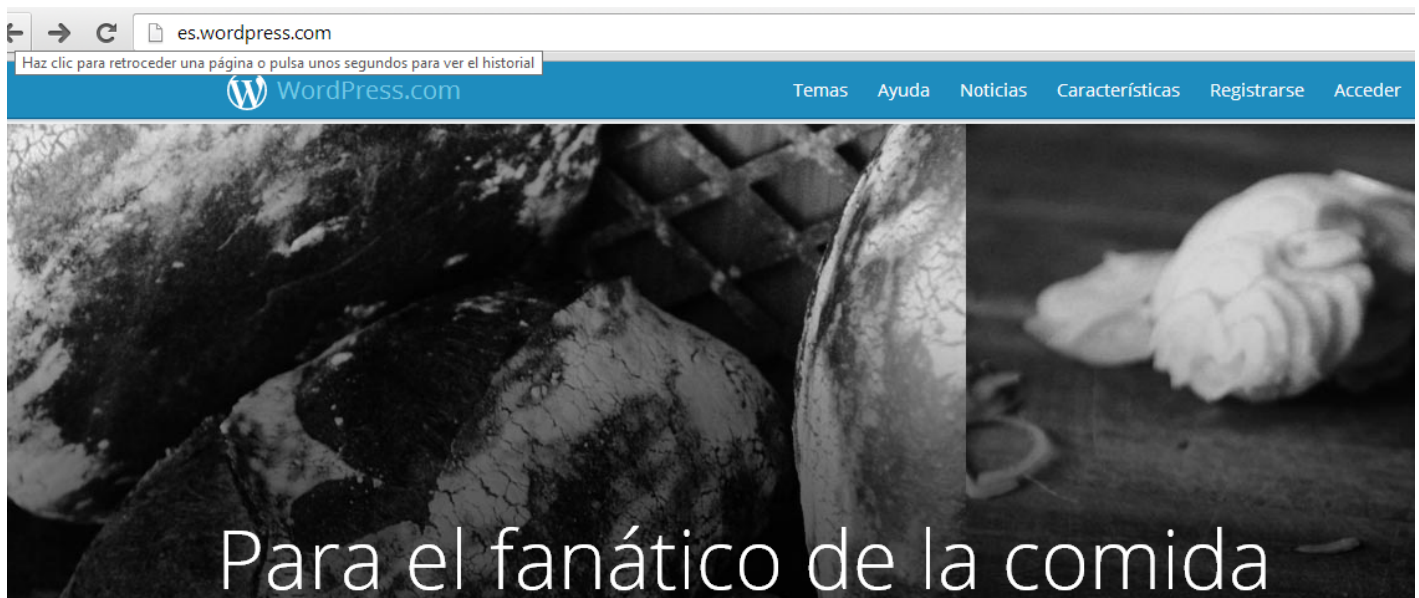 es.wordpress.com
Haz clic para retroceder una página o pulsa unos segundos para ver el historial
WordPress.com Temas Ayuda Noticias Características Registrarse Acceder
Para el fanático de la comida